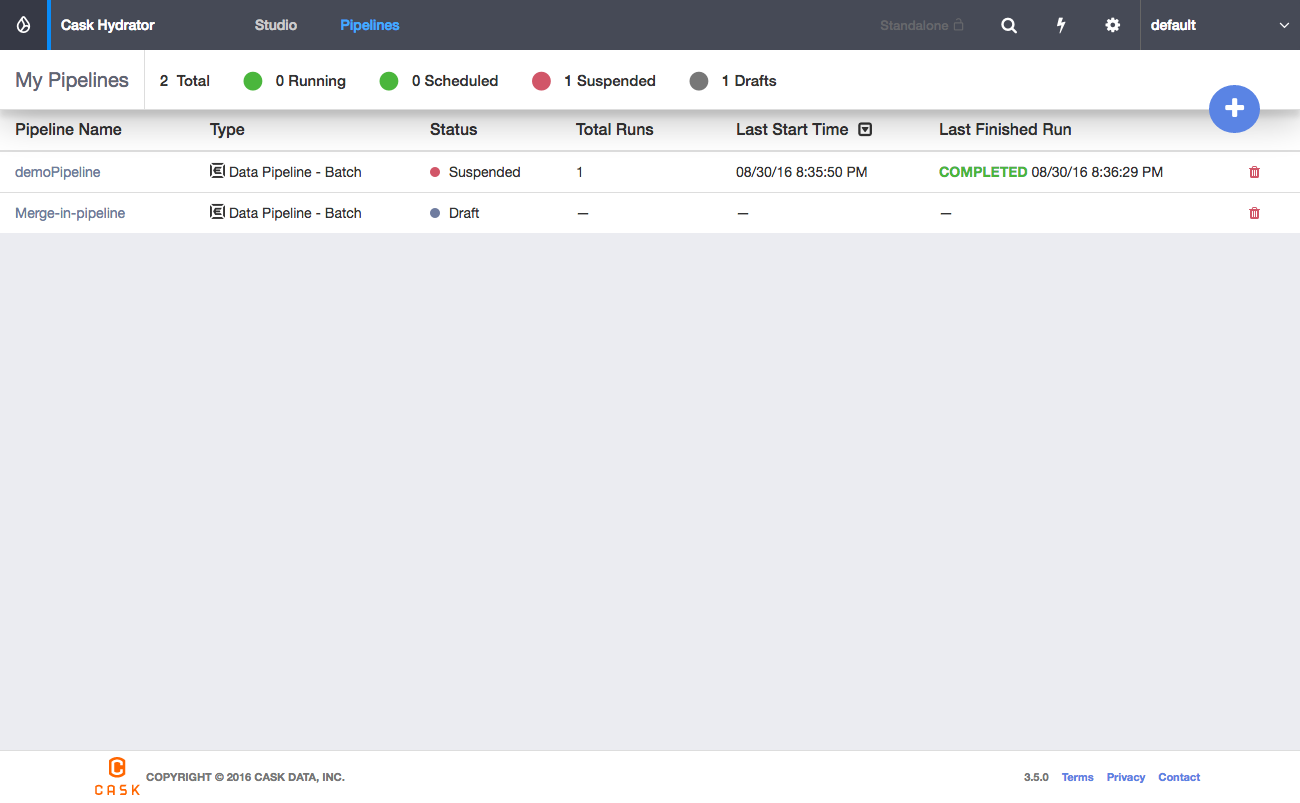 Cask Hydrator Studio Pipelines Standalone default
My Pipelines 2 Total 0 Running 0 Scheduled 1 Suspended 1 Drafts
Pipeline Name Type Status Total Runs Last Start Time Last Finished Run
demoPipeline Data Pipeline - Batch Suspended 1 08/30/16 8:35:50 PM COMPLETED 08/30/16 8:36:29 PM
Merge-in-pipeline Data Pipeline - Batch Draft — — —
CASK COPYRIGHT © 2016 CASK DATA, INC. 3.5.0 Terms Privacy Contact